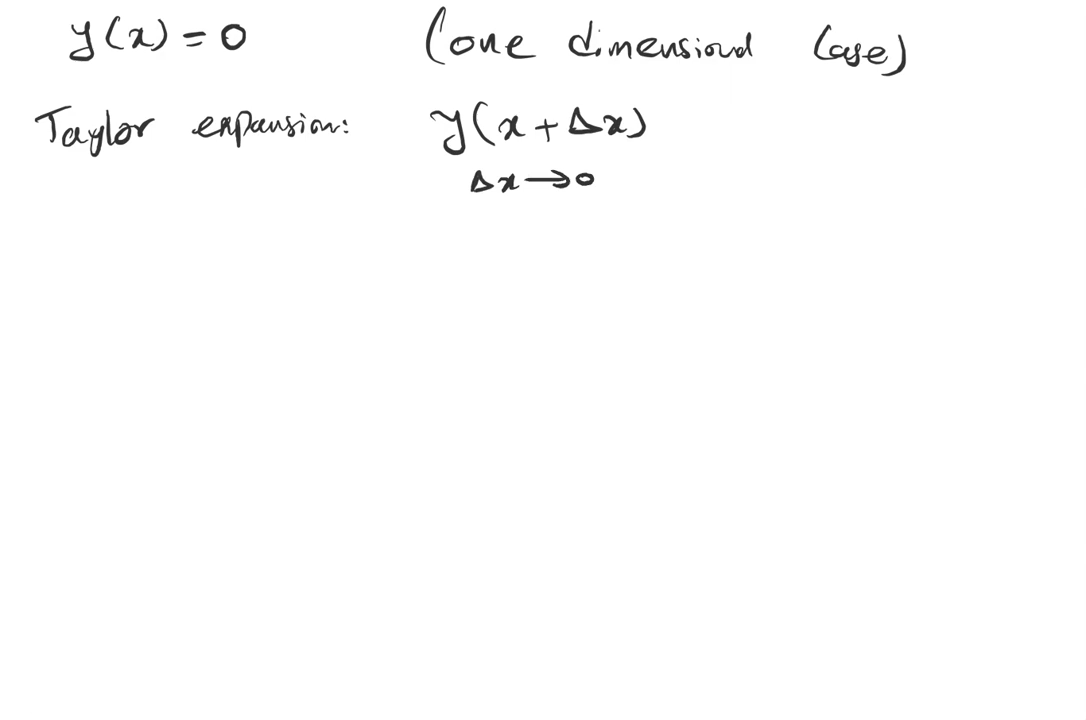 y(x) = 0 (one dimensional case)
Taylor expansion: y(x + Δx)
Δx → 0